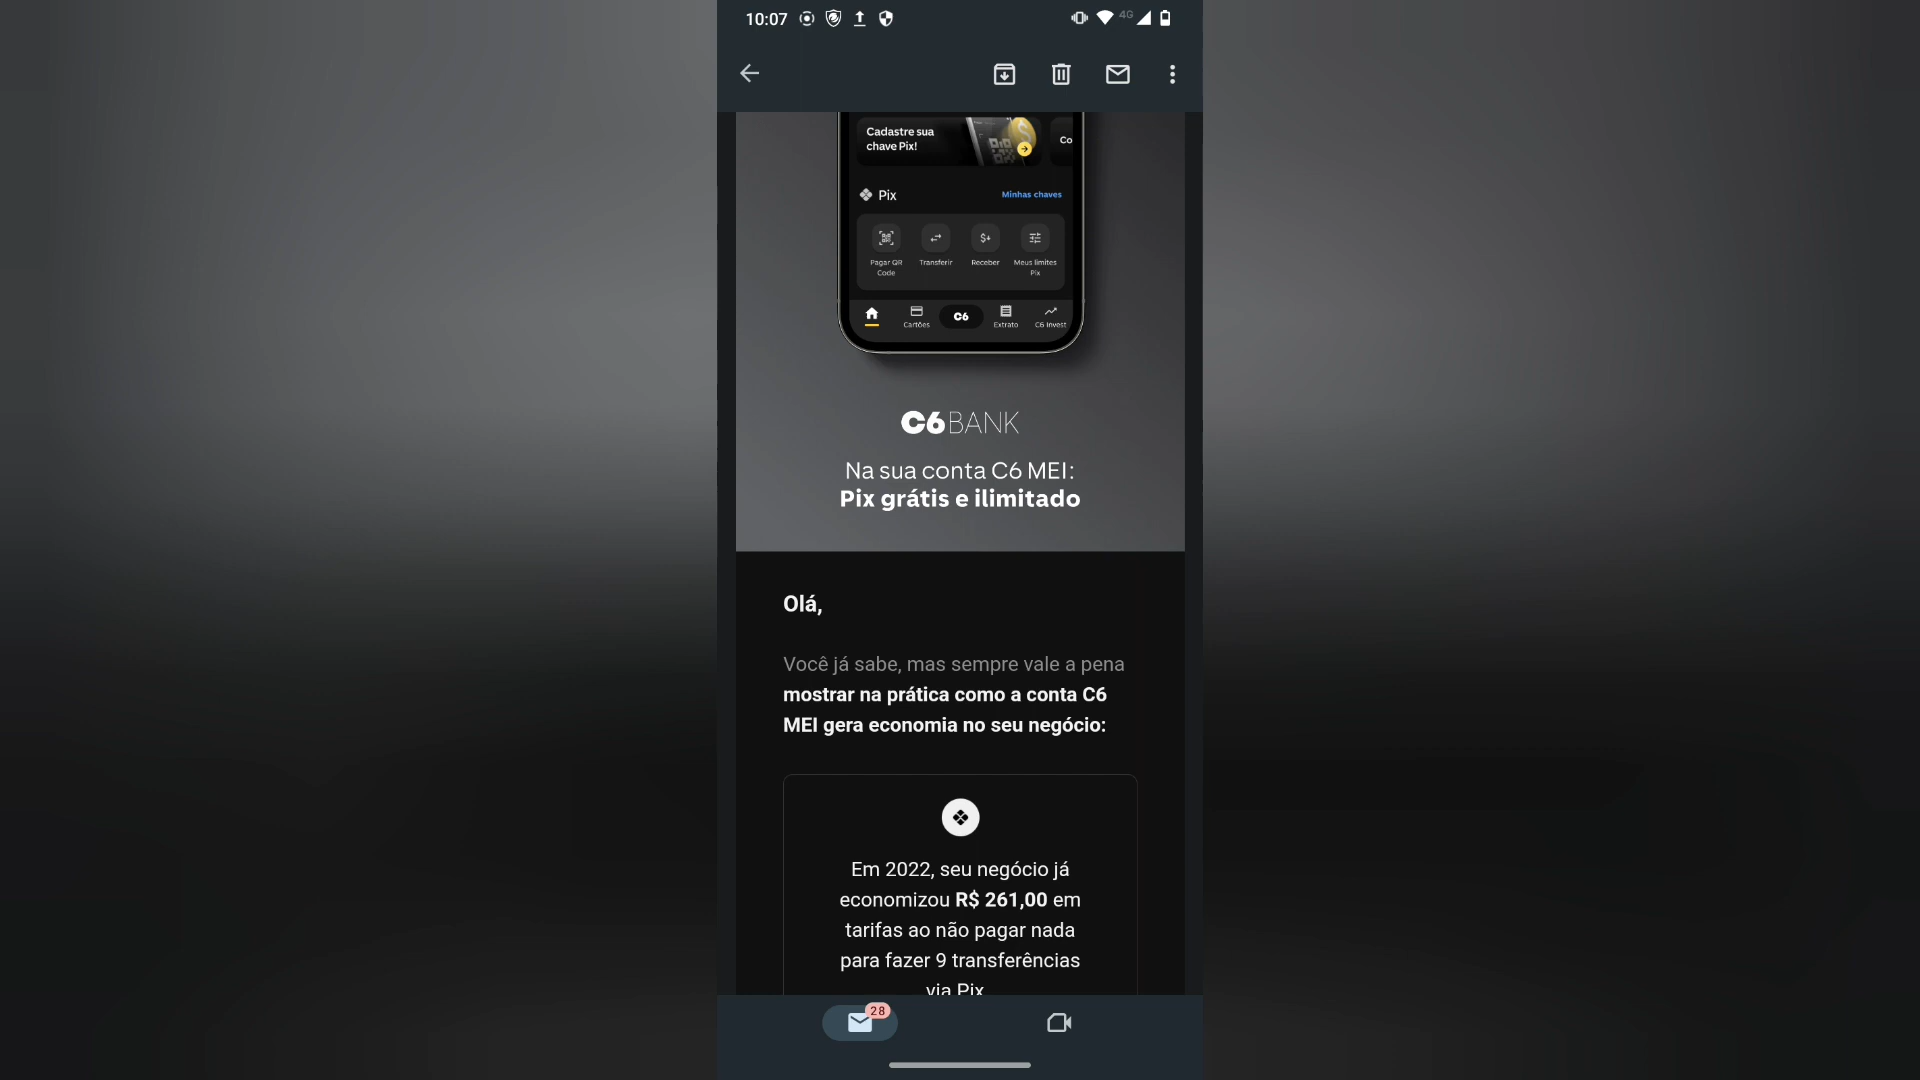 10:07
4G
Cadastre sua
chave Pix!
Co
Pix
Minhas chaves
Pagar QR
Code
Transferir
Receber
Meus limites
Pix
Cartões
C6
Extrato
C6 Invest
C6BANK
Na sua conta C6 MEI:
Pix grátis e ilimitado
Olá,
Você já sabe, mas sempre vale a pena
mostrar na prática como a conta C6
MEI gera economia no seu negócio:
Em 2022, seu negócio já
economizou R$ 261,00 em
tarifas ao não pagar nada
para fazer 9 transferências
via Pix
28